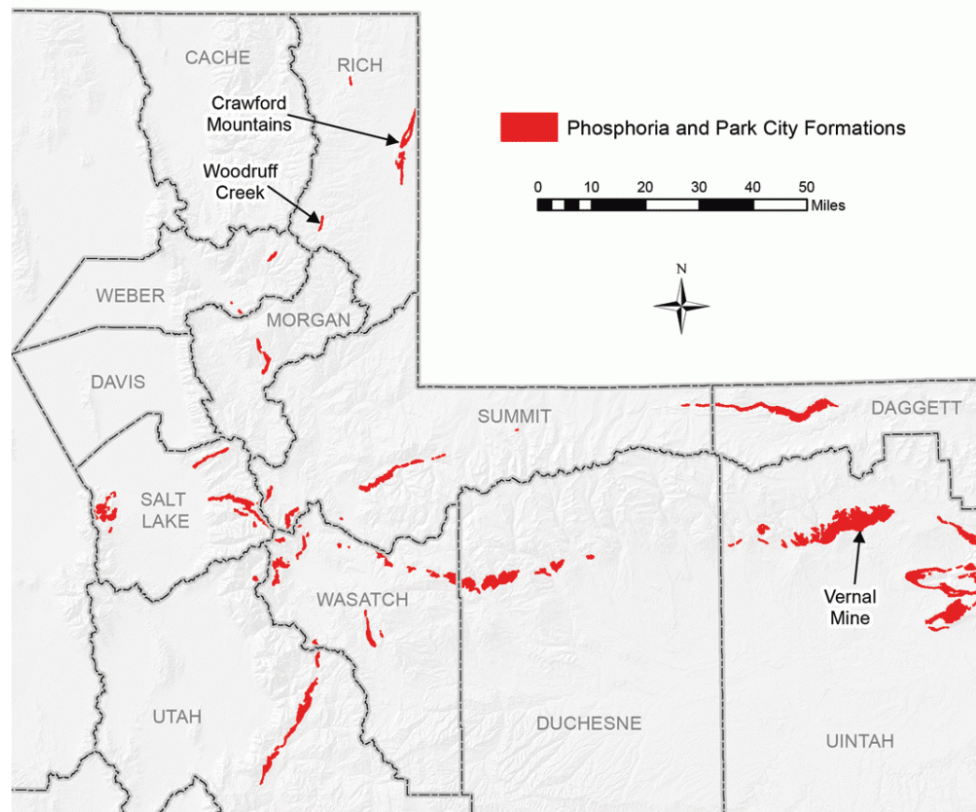 CACHE
RICH
Crawford
Mountains
Phosphoria and Park City Formations
Woodruff
Creek
0 10 20 30 40 50
Miles
N
WEBER
MORGAN
DAVIS
SUMMIT
DAGGETT
SALT
LAKE
WASATCH
Vernal
Mine
UTAH
DUCHESNE
UINTAH